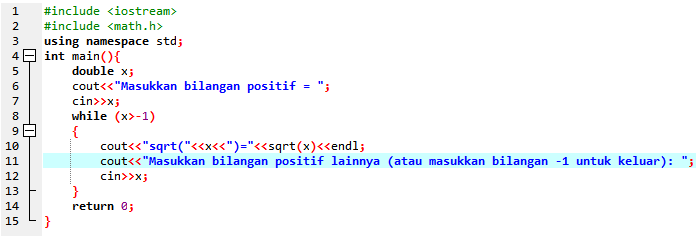 1 #include <iostream>
2 #include <math.h>
3 using namespace std;
4 int main(){
5 double x;
6 cout<<"Masukkan bilangan positif = ";
7 cin>>x;
8 while (x>-1)
9 {
10 cout<<"sqrt("<<x<<")="<<sqrt(x)<<endl;
11 cout<<"Masukkan bilangan positif lainnya (atau masukkan bilangan -1 untuk keluar): ";
12 cin>>x;
13 }
14 return 0;
15 }